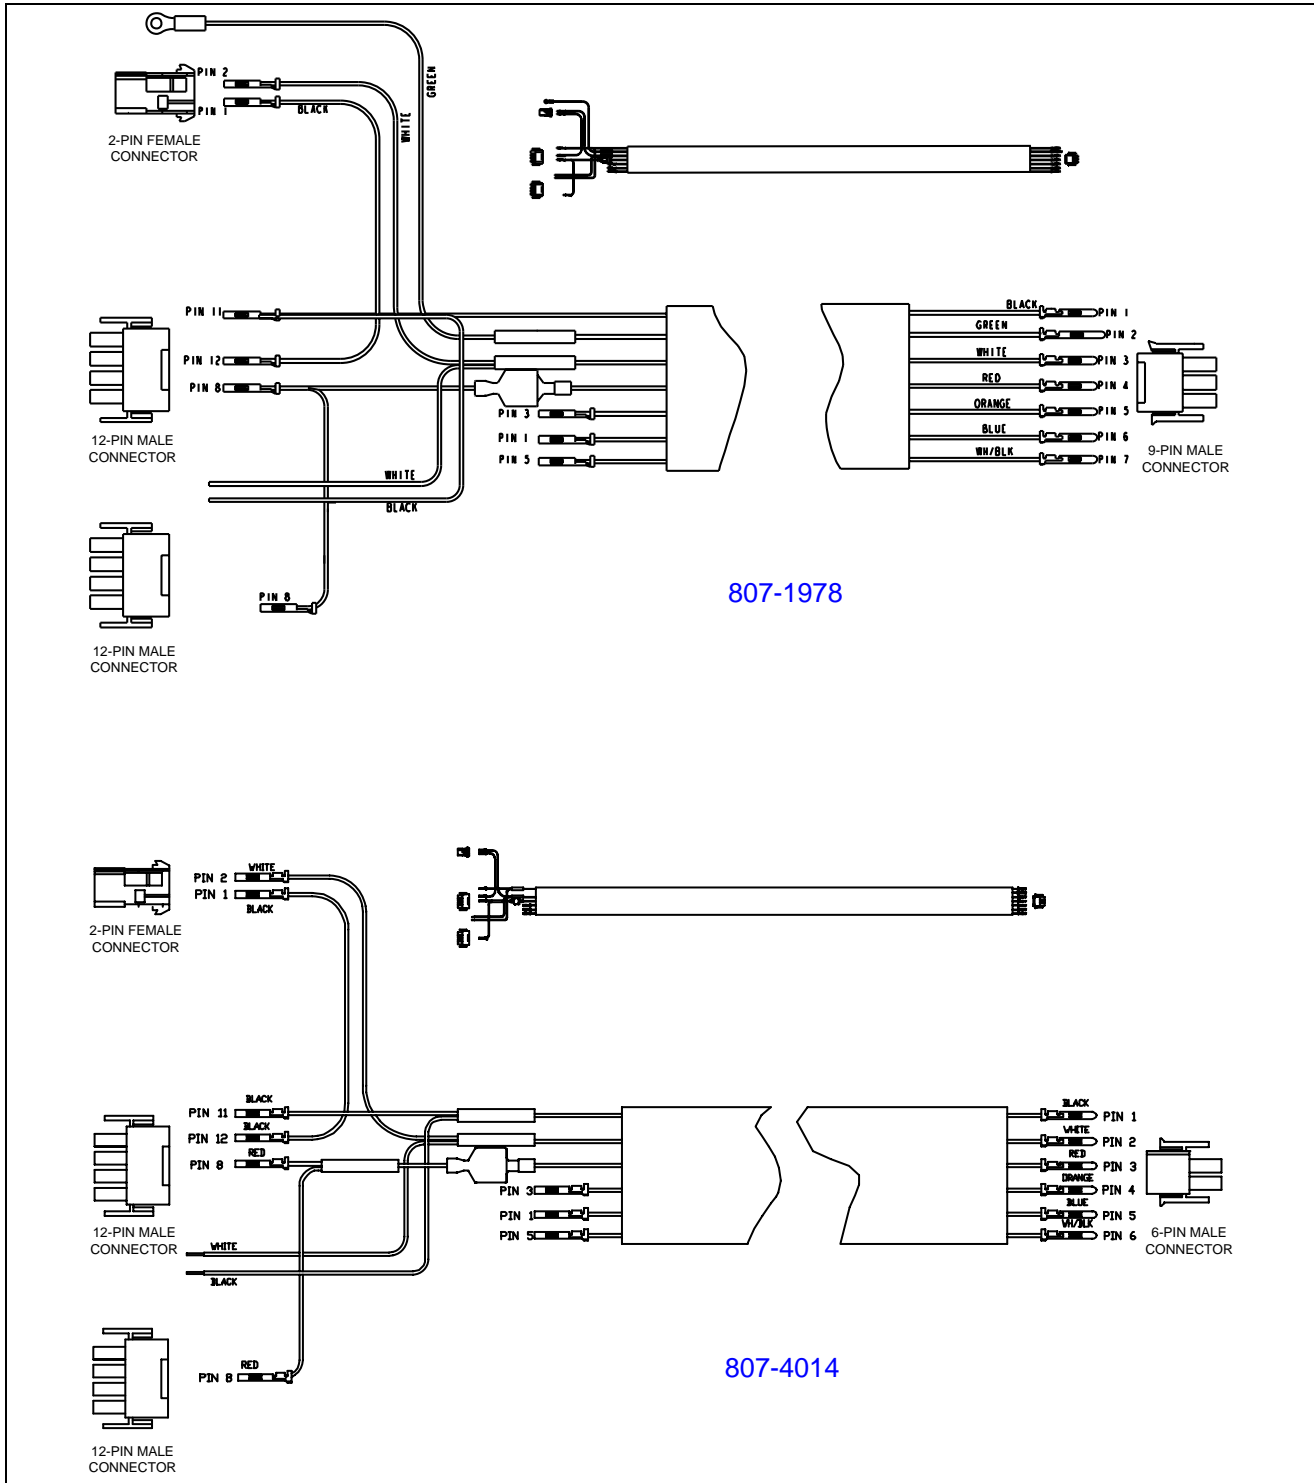 GREEN
PIN 2
PIN 1
BLACK
WHITE
2-PIN FEMALE
CONNECTOR
PIN 11
PIN 12
PIN 8
12-PIN MALE
CONNECTOR
PIN 3
PIN 1
PIN 5
WHITE
BLACK
BLACK
PIN 1
GREEN
PIN 2
WHITE
PIN 3
RED
PIN 4
ORANGE
PIN 5
BLUE
PIN 6
WH/BLK
PIN 7
9-PIN MALE
CONNECTOR
PIN 8
12-PIN MALE
CONNECTOR
807-1978
PIN 2
WHITE
PIN 1
BLACK
2-PIN FEMALE
CONNECTOR
BLACK
PIN 11
BLACK
PIN 12
RED
PIN 8
12-PIN MALE
CONNECTOR
PIN 3
PIN 1
PIN 5
WHITE
BLACK
BLACK
PIN 1
WHITE
PIN 2
RED
PIN 3
ORANGE
PIN 4
BLUE
PIN 5
WH/BLK
PIN 6
6-PIN MALE
CONNECTOR
RED
PIN 8
12-PIN MALE
CONNECTOR
807-4014